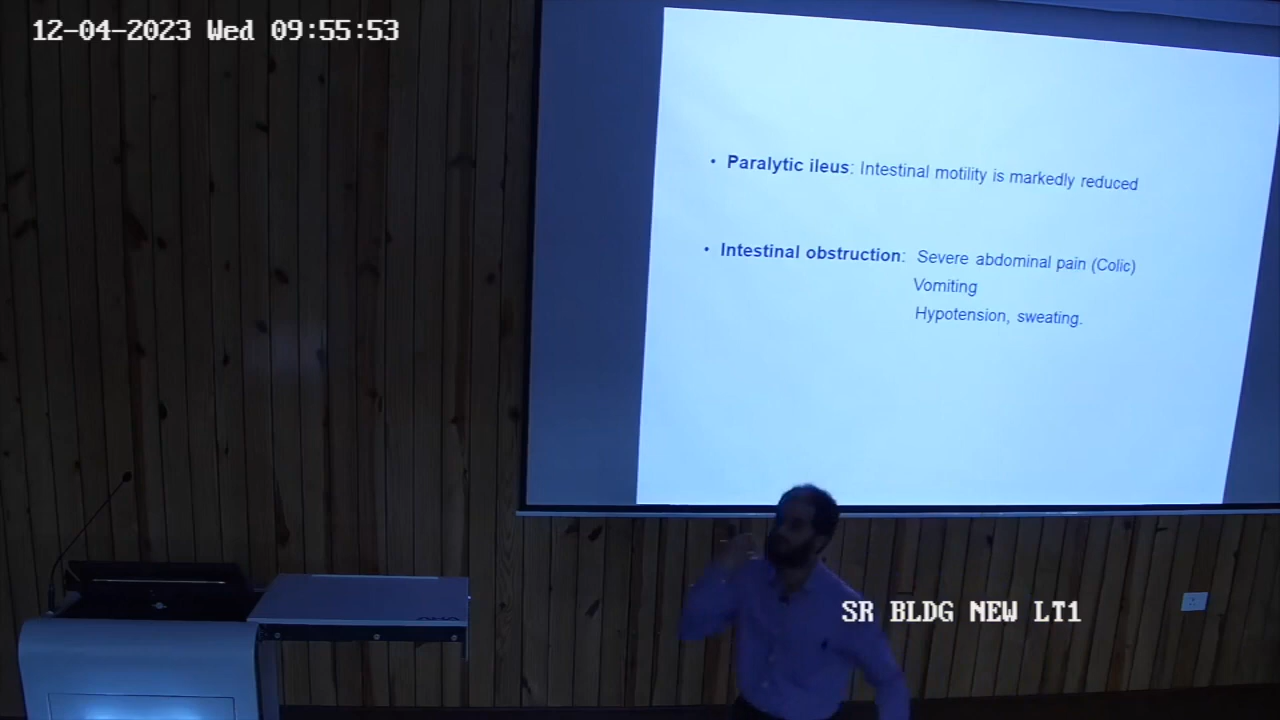 12-04-2023 Wed 09:55:53
• Paralytic ileus: Intestinal motility is markedly reduced
• Intestinal obstruction: Severe abdominal pain (Colic)
Vomiting
Hypotension, sweating.
SR BLDG NEW LT1